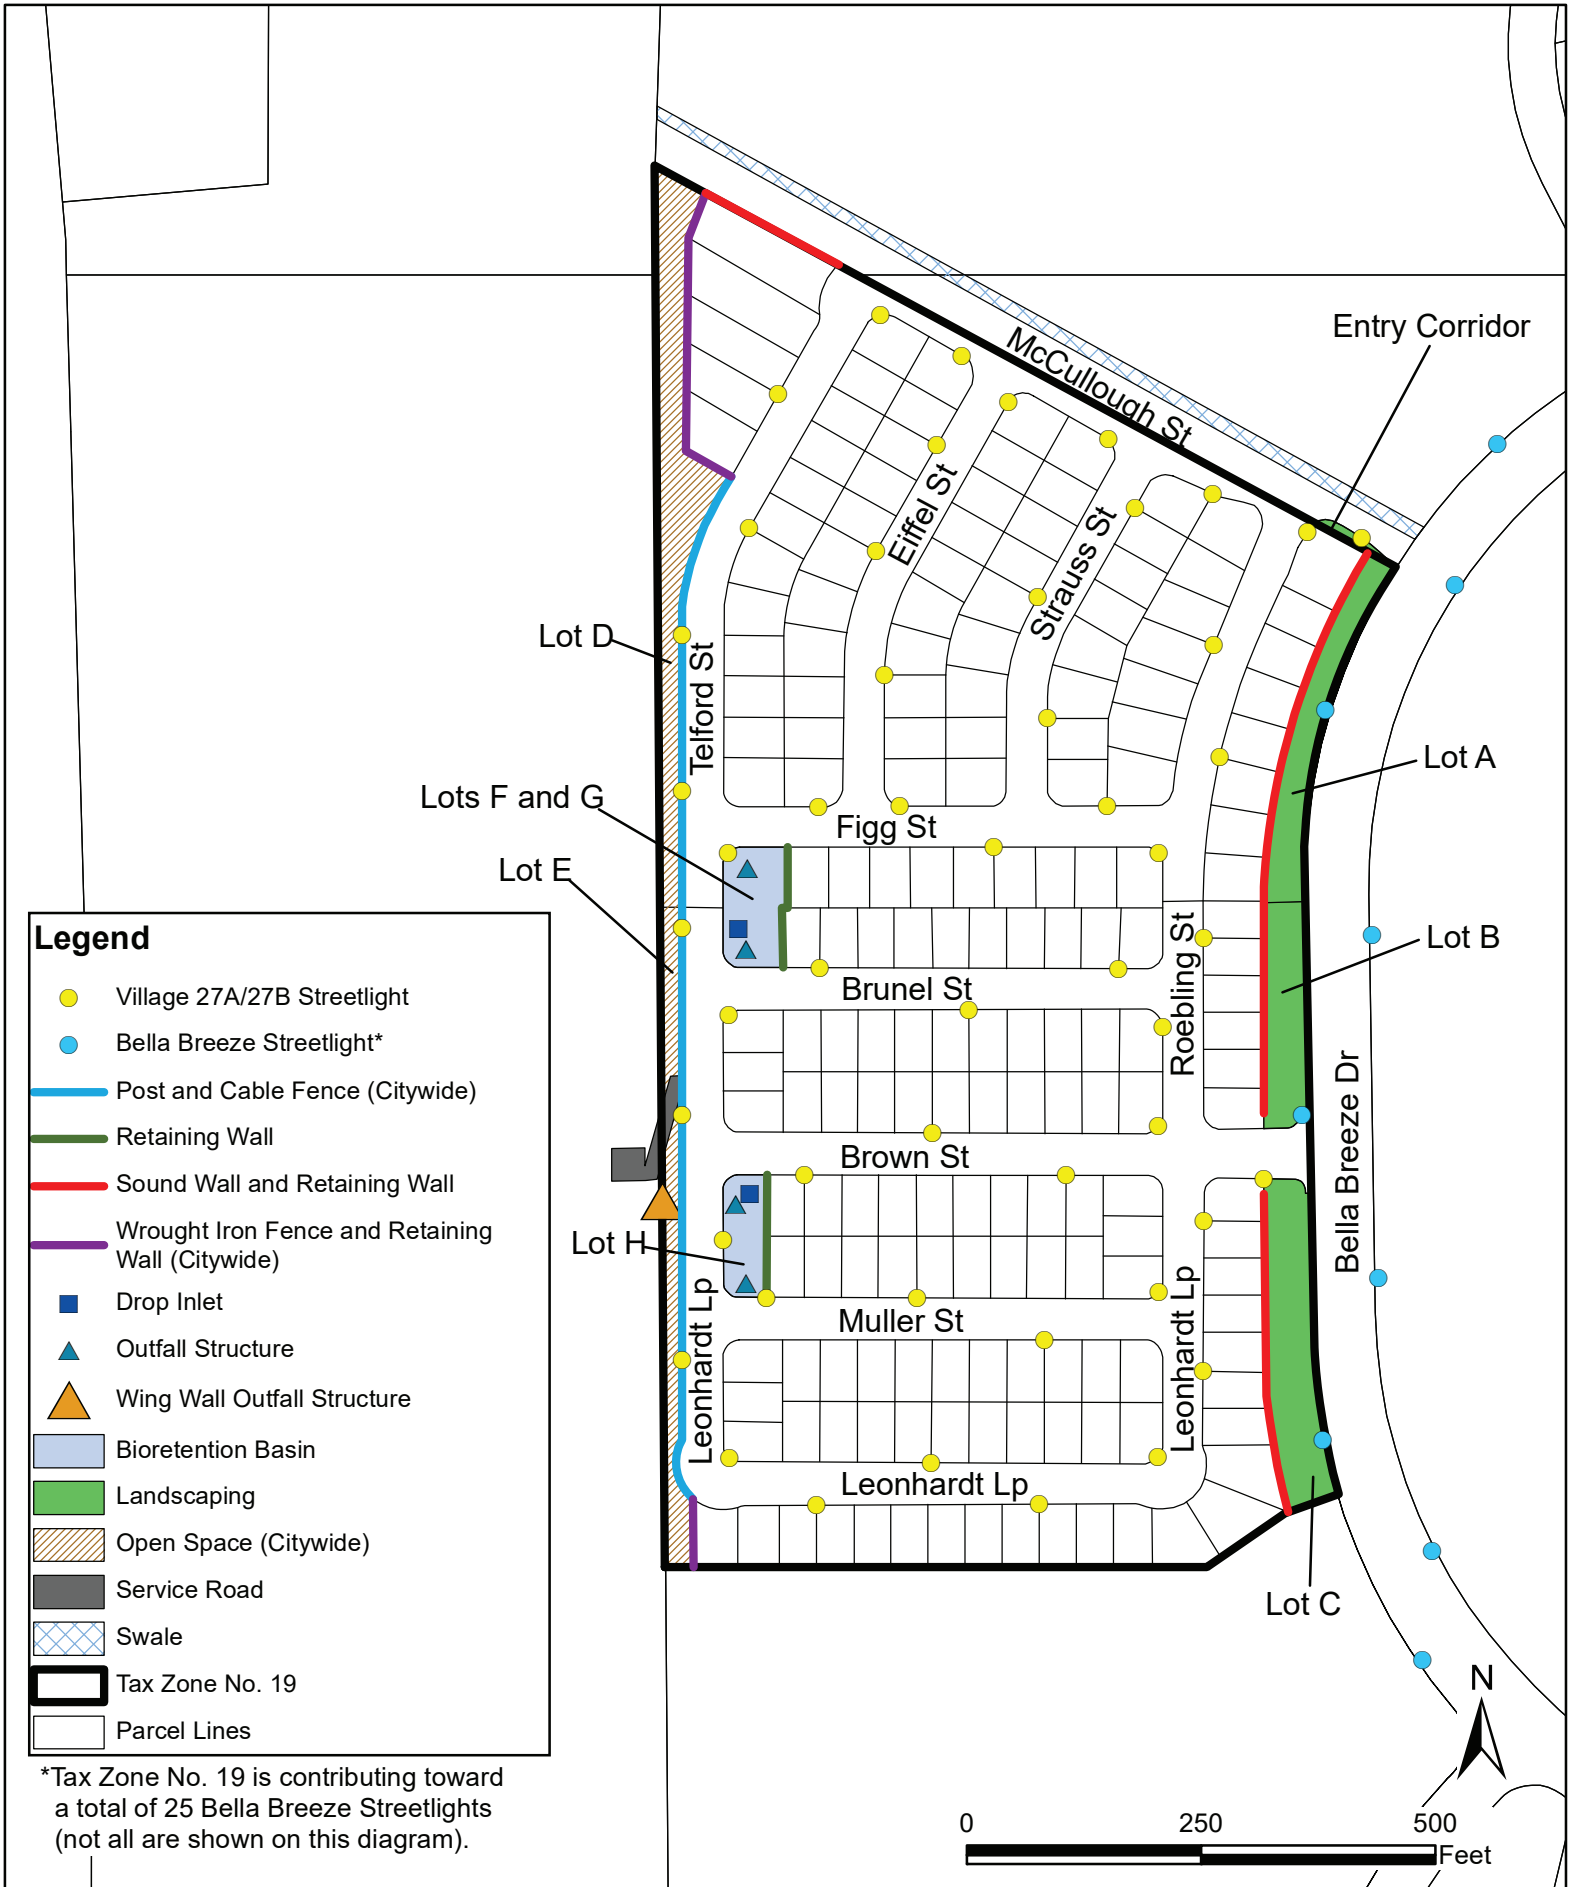 McCullough St
Entry Corridor
Eiffel St
Strauss St
Lot D
Telford St
Lot A
Lots F and G
Figg St
Lot E
Lot B
Roebling St
Brunel St
Bella Breeze Dr
Brown St
Lot H
Leonhardt Lp
Leonhardt Lp
Muller St
Leonhardt Lp
Lot C
Legend
Village 27A/27B Streetlight
Bella Breeze Streetlight*
Post and Cable Fence (Citywide)
Retaining Wall
Sound Wall and Retaining Wall
Wrought Iron Fence and Retaining
Wall (Citywide)
Drop Inlet
Outfall Structure
Wing Wall Outfall Structure
Bioretention Basin
Landscaping
Open Space (Citywide)
Service Road
Swale
Tax Zone No. 19
Parcel Lines
*Tax Zone No. 19 is contributing toward
a total of 25 Bella Breeze Streetlights
(not all are shown on this diagram).
N
0 250 500
Feet